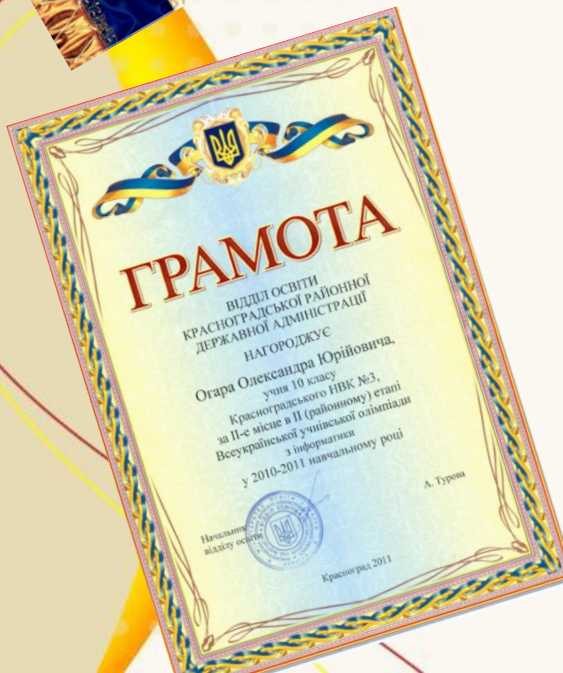 ГРАМОТА
ВІДДІЛ ОСВІТИ
КРАСНОГРАДСЬКОЇ РАЙОННОЇ
ДЕРЖАВНОЇ АДМІНІСТРАЦІЇ
НАГОРОДЖУЄ
Огара Олександра Юрійовича,
учня 10 класу
Красноградського НВК №3,
за ІІ-е місце в ІІ (районному) етапі
Всеукраїнської учнівської олімпіади
з інформатики
у 2010-2011 навчальному році
Начальник
відділу освіти
А. Турова
Красноград 2011